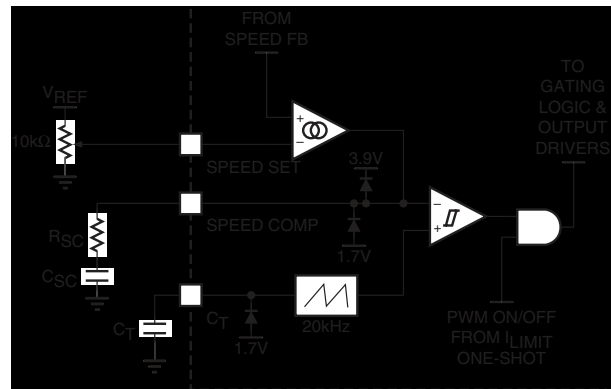 FROM
SPEED FB
TO
GATING
LOGIC &
OUTPUT
DRIVERS
VREF
10kΩ
+
−
SPEED SET
3.9V
SPEED COMP
−
+
1.7V
RSC
CSC
CT
CT
1.7V
20kHz
PWM ON/OFF
FROM ILIMIT
ONE-SHOT